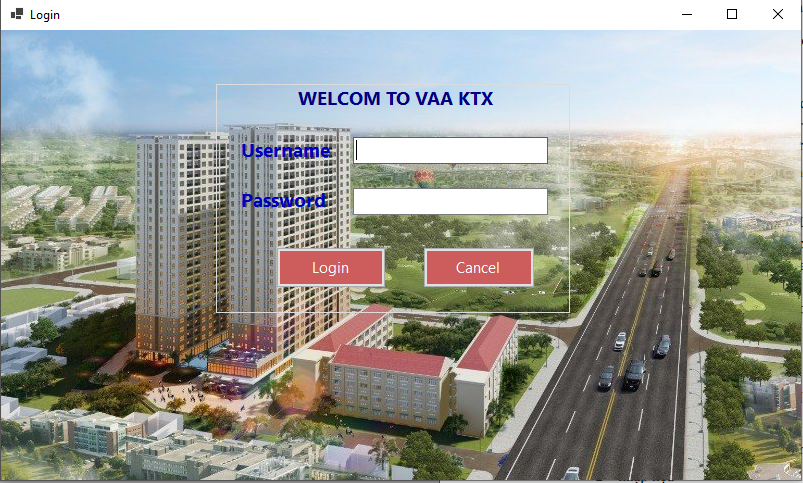 Login
WELCOM TO VAA KTX
Username
Password
Login Cancel